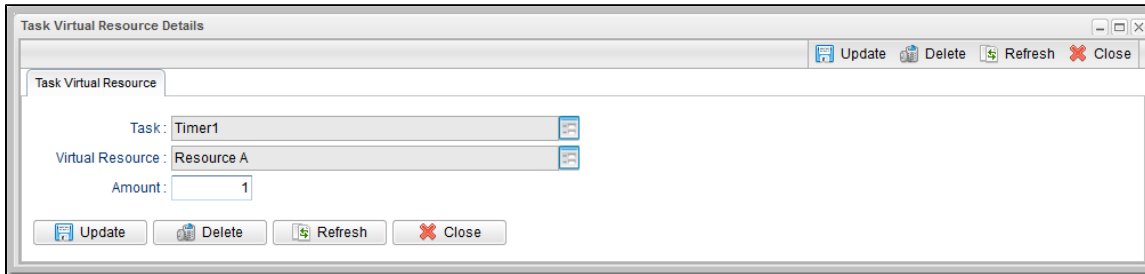 Task Virtual Resource Details
Update Delete Refresh Close
Task Virtual Resource
Task: Timer1
Virtual Resource: Resource A
Amount: 1
Update Delete Refresh Close